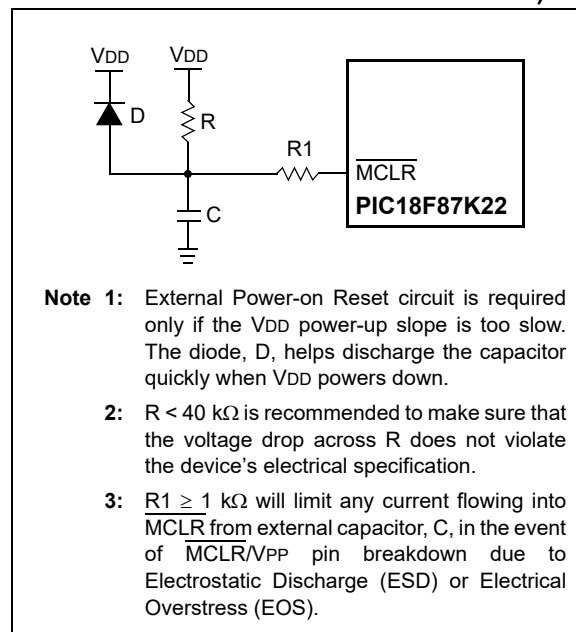 VDD VDD
D
R
R1
MCLR
PIC18F87K22
C
Note 1: External Power-on Reset circuit is required
only if the VDD power-up slope is too slow.
The diode, D, helps discharge the capacitor
quickly when VDD powers down.
2: R < 40 kΩ is recommended to make sure that
the voltage drop across R does not violate
the device's electrical specification.
3: R1 ≥ 1 kΩ will limit any current flowing into
MCLR from external capacitor, C, in the event
of MCLR/VPP pin breakdown due to
Electrostatic Discharge (ESD) or Electrical
Overstress (EOS).